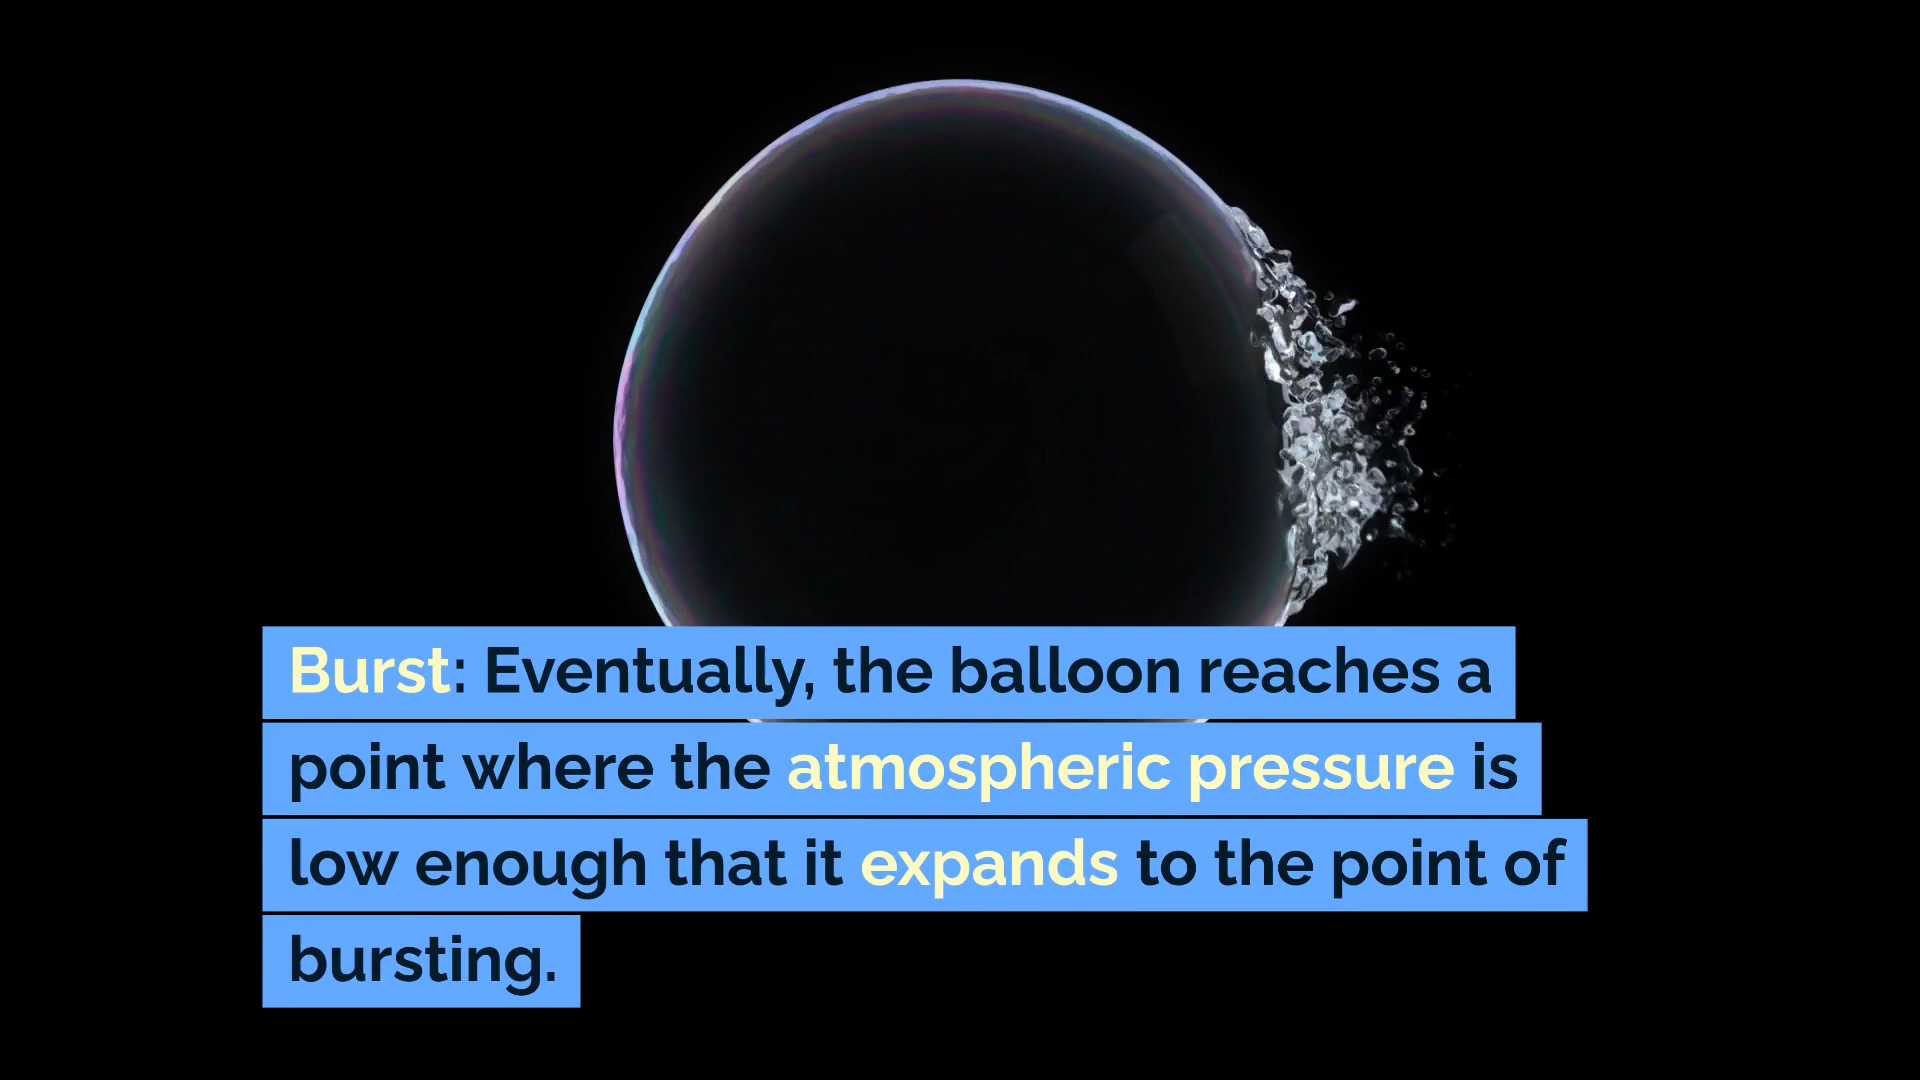 Burst: Eventually, the balloon reaches a
point where the atmospheric pressure is
low enough that it expands to the point of
bursting.